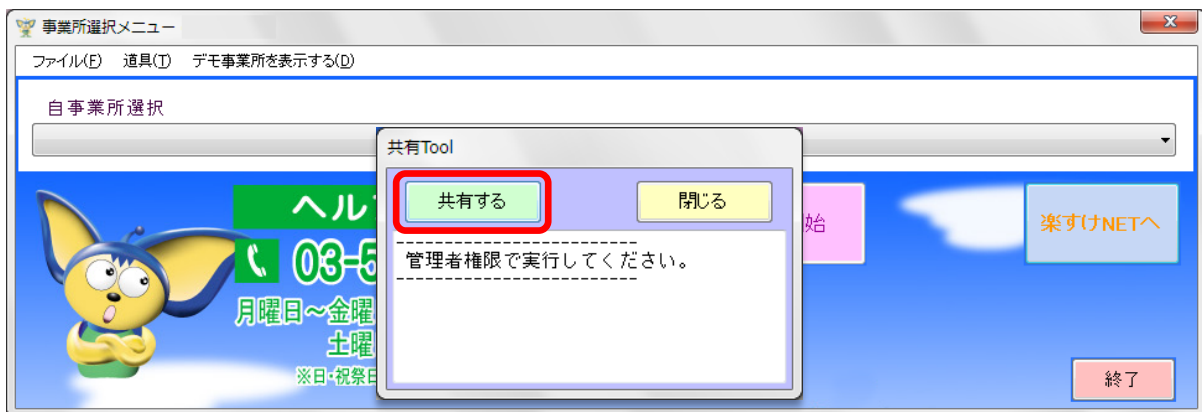 事業所選択メニュー
ファイル(F) 道具(T) デモ事業所を表示する(D)
自事業所選択
共有Tool
共有する 閉じる
管理者権限で実行してください。
ヘル
始
楽すけNETへ
03-5
月曜日～金曜
土曜
※日・祝祭日
終了